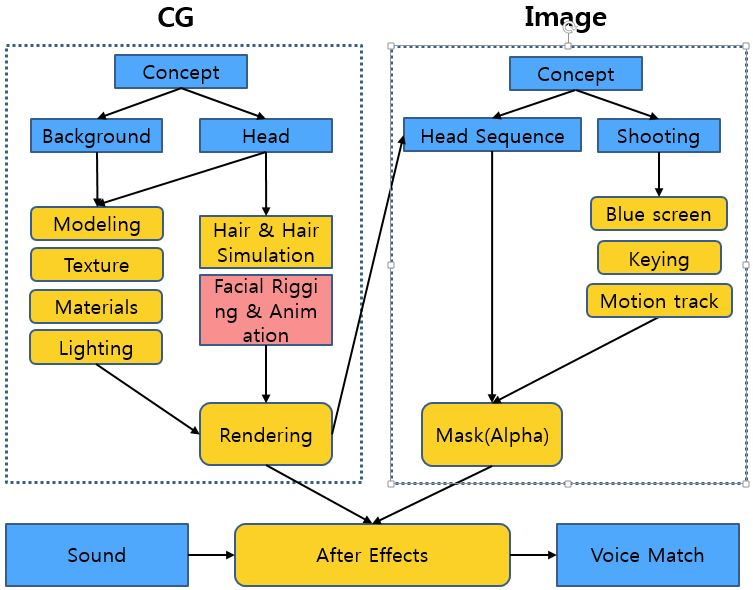 CG
Image
Concept
Background
Head
Modeling
Texture
Materials
Lighting
Hair & Hair
Simulation
Facial Riggi
ng & Anim
ation
Rendering
Concept
Head Sequence
Shooting
Blue screen
Keying
Motion track
Mask(Alpha)
Sound
After Effects
Voice Match